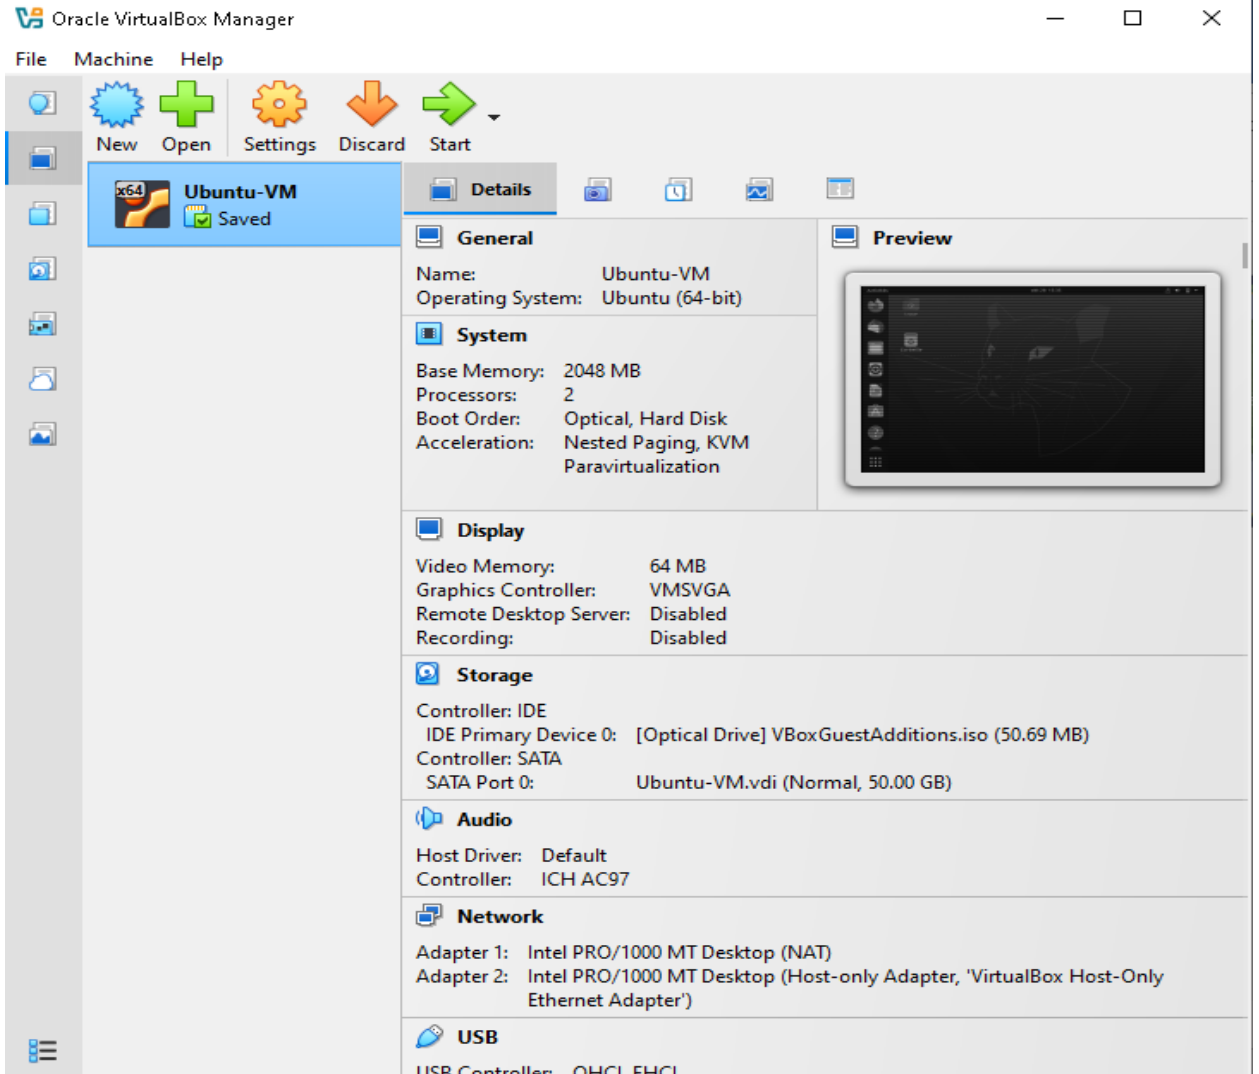 Oracle VirtualBox Manager
File Machine Help
New Open Settings Discard Start
x64
Ubuntu-VM
Saved
Details
General
Name: Ubuntu-VM
Operating System: Ubuntu (64-bit)
Preview
System
Base Memory: 2048 MB
Processors: 2
Boot Order: Optical, Hard Disk
Acceleration: Nested Paging, KVM
Paravirtualization
Display
Video Memory: 64 MB
Graphics Controller: VMSVGA
Remote Desktop Server: Disabled
Recording: Disabled
Storage
Controller: IDE
IDE Primary Device 0: [Optical Drive] VBoxGuestAdditions.iso (50.69 MB)
Controller: SATA
SATA Port 0: Ubuntu-VM.vdi (Normal, 50.00 GB)
Audio
Host Driver: Default
Controller: ICH AC97
Network
Adapter 1: Intel PRO/1000 MT Desktop (NAT)
Adapter 2: Intel PRO/1000 MT Desktop (Host-only Adapter, 'VirtualBox Host-Only
Ethernet Adapter')
USB
USB Controller: OHCI, EHCI